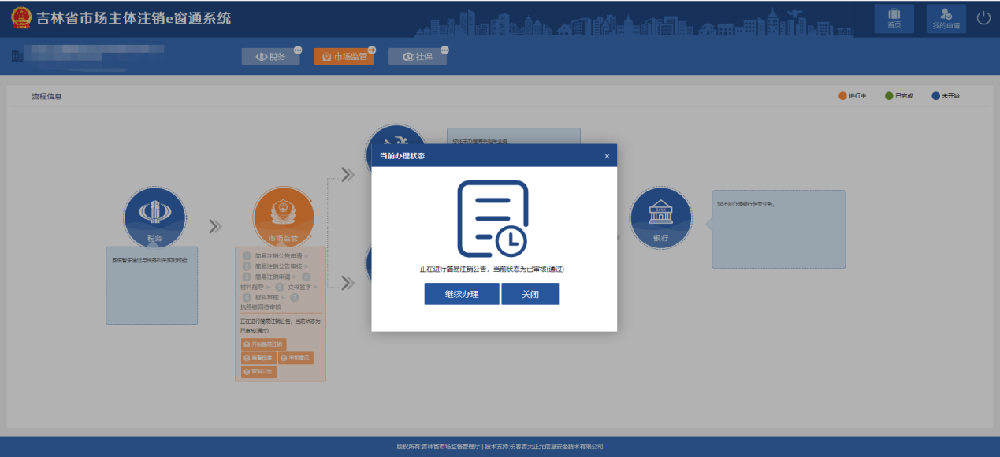 吉林省市场主体注销e窗通系统
首页
我的申请
税务
市场监管
社保
流程信息
进行中
已完成
未开始
您还未办理海关相关业务。
当前办理状态
×
正在进行简易注销公告，当前状态为已审核(通过)
继续办理
关闭
税务
系统暂未通过与税务机关实时校验
市场监管
1 简易注销公告申请 >
2 简易注销公告审核 >
3 简易注销申请 > 4
材料指导 > 5 文书签字 >
6 材料审核 > 7
执照缴回待审核
正在进行简易注销公告，当前状态为
已审核(通过)
开始简易注销
查看信息
审核意见
取消公告
银行
BANK
您还未办理银行相关业务。
版权所有:吉林省市场监督管理厅 | 技术支持:长春吉大正元信息安全技术有限公司